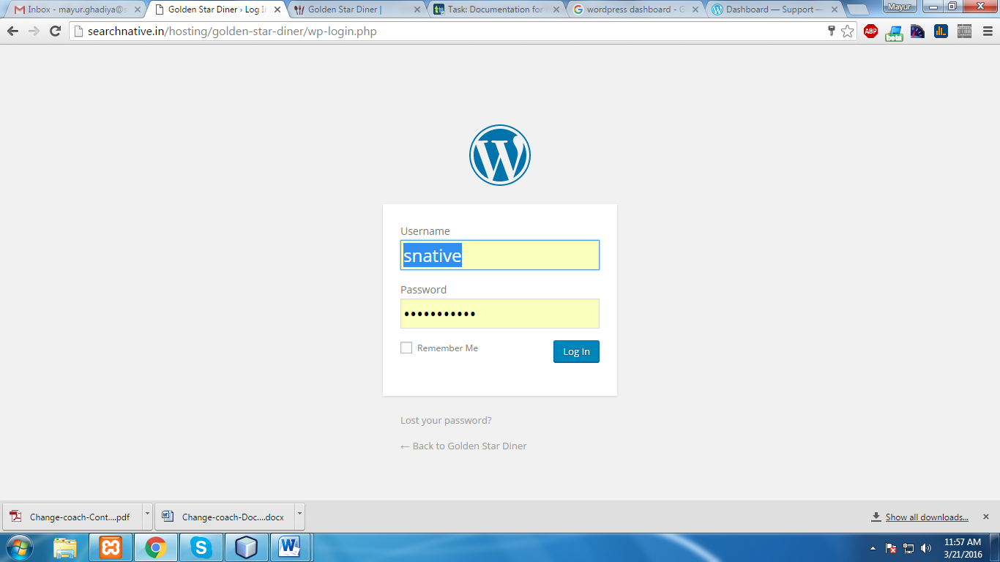 Inbox - mayur.ghadiya@s
Golden Star Diner › Log In
Golden Star Diner |
Task: Documentation for
wordpress dashboard - G
Dashboard — Support —
Mayur
searchnative.in/hosting/golden-star-diner/wp-login.php
ABP
beta
Username
snative
Password
•••••••••••
Remember Me
Log In
Lost your password?
← Back to Golden Star Diner
Change-coach-Cont....pdf
Change-coach-Doc....docx
Show all downloads...
11:57 AM
3/21/2016